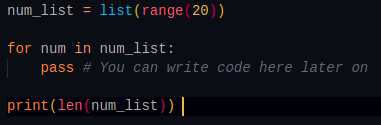 num_list = list(range(20))
for num in num_list:
    pass # You can write code here later on
print(len(num_list))